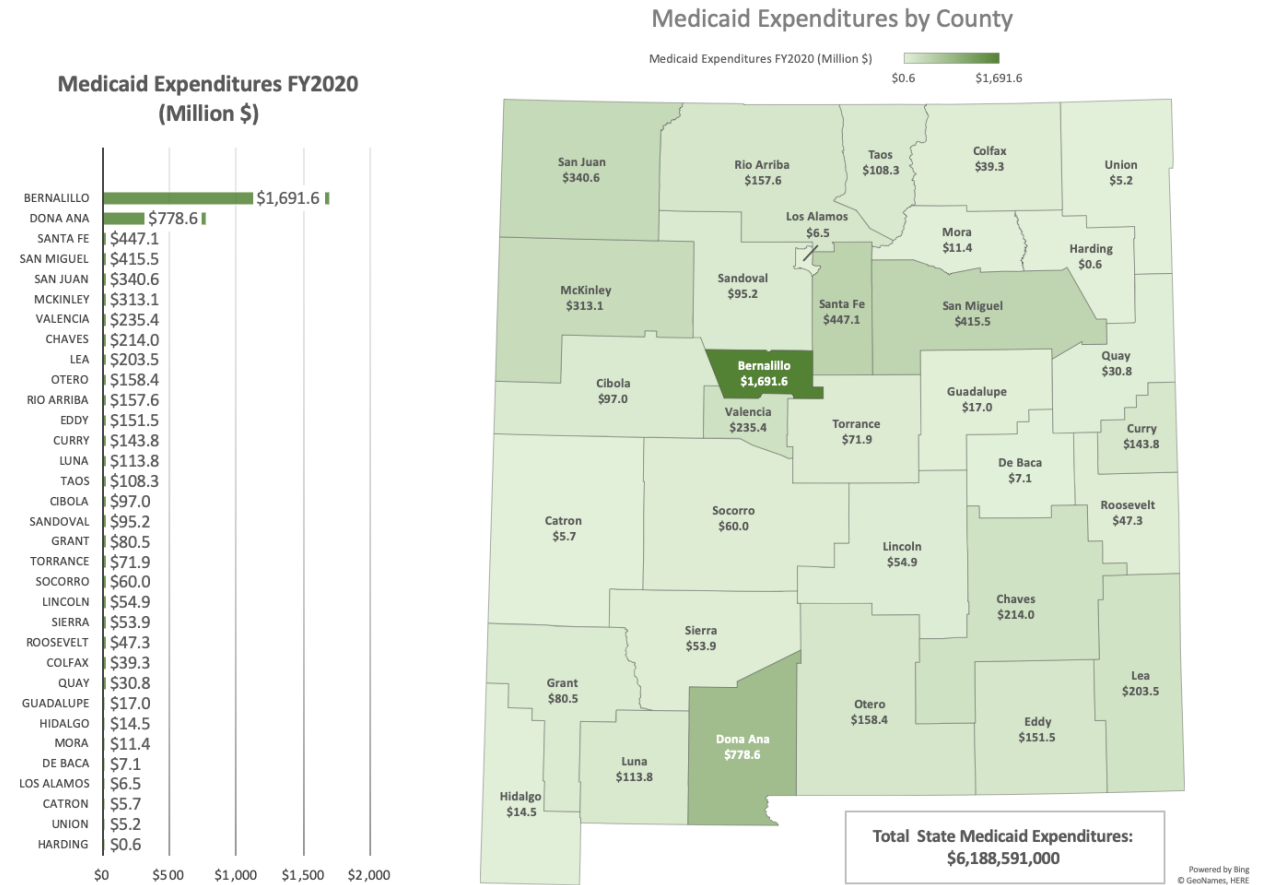 Medicaid Expenditures by County
Medicaid Expenditures FY2020 (Million $)
$0.6 $1,691.6
Medicaid Expenditures FY2020
(Million $)
BERNALILLO $1,691.6
DONA ANA $778.6
SANTA FE $447.1
SAN MIGUEL $415.5
SAN JUAN $340.6
MCKINLEY $313.1
VALENCIA $235.4
CHAVES $214.0
LEA $203.5
OTERO $158.4
RIO ARRIBA $157.6
EDDY $151.5
CURRY $143.8
LUNA $113.8
TAOS $108.3
CIBOLA $97.0
SANDOVAL $95.2
GRANT $80.5
TORRANCE $71.9
SOCORRO $60.0
LINCOLN $54.9
SIERRA $53.9
ROOSEVELT $47.3
COLFAX $39.3
QUAY $30.8
GUADALUPE $17.0
HIDALGO $14.5
MORA $11.4
DE BACA $7.1
LOS ALAMOS $6.5
CATRON $5.7
UNION $5.2
HARDING $0.6
$0 $500 $1,000 $1,500 $2,000
San Juan
$340.6
Rio Arriba
$157.6
Taos
$108.3
Colfax
$39.3
Union
$5.2
Los Alamos
$6.5
Mora
$11.4
Harding
$0.6
McKinley
$313.1
Sandoval
$95.2
Santa Fe
$447.1
San Miguel
$415.5
Quay
$30.8
Cibola
$97.0
Bernalillo
$1,691.6
Valencia
$235.4
Torrance
$71.9
Guadalupe
$17.0
Curry
$143.8
De Baca
$7.1
Roosevelt
$47.3
Catron
$5.7
Socorro
$60.0
Lincoln
$54.9
Chaves
$214.0
Sierra
$53.9
Grant
$80.5
Lea
$203.5
Otero
$158.4
Eddy
$151.5
Dona Ana
$778.6
Luna
$113.8
Hidalgo
$14.5
Total State Medicaid Expenditures:
$6,188,591,000
Powered by Bing
© GeoNames, HERE